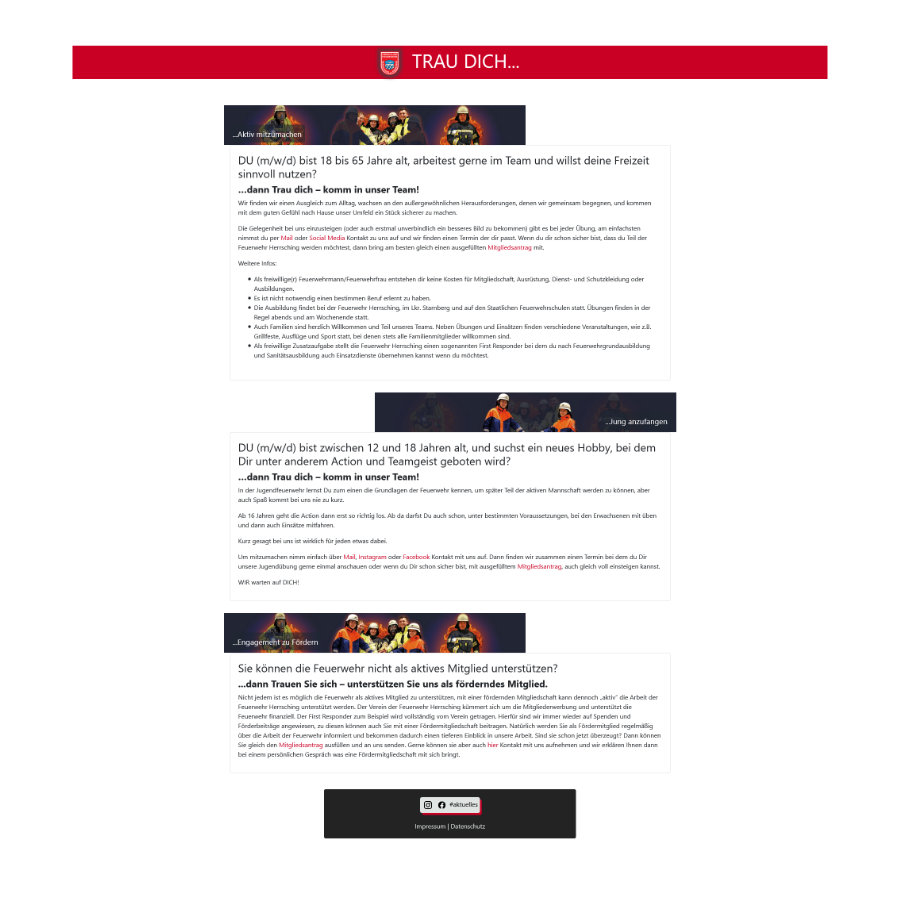 TRAU DICH...
...Aktiv mitzumachen
DU (m/w/d) bist 18 bis 65 Jahre alt, arbeitest gerne im Team und willst deine Freizeit
sinnvoll nutzen?
...dann Trau dich – komm in unser Team!
Wir finden wir einen Ausgleich zum Alltag, wachsen an den außergewöhnlichen Herausforderungen, denen wir gemeinsam begegnen, und kommen
mit dem guten Gefühl nach Hause unser Umfeld ein Stück sicherer zu machen.
Die Gelegenheit bei uns einzusteigen (oder auch erstmal unverbindlich ein besseres Bild zu bekommen) gibt es bei jeder Übung, am einfachsten
nimmst du per Mail oder Social Media Kontakt zu uns auf und wir finden einen Termin der dir passt. Wenn du dir schon sicher bist, dass du Teil der
Feuerwehr Herrsching werden möchtest, dann bring am besten gleich einen ausgefüllten Mitgliedsantrag mit.
Weitere Infos:
• Als freiwillige(r) Feuerwehrmann/Feuerwehrfrau entstehen dir keine Kosten für Mitgliedschaft, Ausrüstung, Dienst- und Schutzkleidung oder
Ausbildungen.
• Es ist nicht notwendig einen bestimmen Beruf erlernt zu haben.
• Die Ausbildung findet bei der Feuerwehr Herrsching, im Lkr. Starnberg und auf den Staatlichen Feuerwehrschulen statt. Übungen finden in der
Regel abends und am Wochenende statt.
• Auch Familien sind herzlich Willkommen und Teil unseres Teams. Neben Übungen und Einsätzen finden verschiedene Veranstaltungen, wie z.B.
Grillfeste, Ausflüge und Sport statt, bei denen stets alle Familienmitglieder willkommen sind.
• Als freiwillige Zusatzaufgabe stellt die Feuerwehr Herrsching einen sogenannten First Responder bei dem du nach Feuerwehrgrundausbildung
und Sanitätsausbildung auch Einsatzdienste übernehmen kannst wenn du möchtest.
...Jung anzufangen
DU (m/w/d) bist zwischen 12 und 18 Jahren alt, und suchst ein neues Hobby, bei dem
Dir unter anderem Action und Teamgeist geboten wird?
...dann Trau dich – komm in unser Team!
In der Jugendfeuerwehr lernst Du zum einen die Grundlagen der Feuerwehr kennen, um später Teil der aktiven Mannschaft werden zu können, aber
auch Spaß kommt bei uns nie zu kurz.
Ab 16 Jahren geht die Action dann erst so richtig los. Ab da darfst Du auch schon, unter bestimmten Voraussetzungen, bei den Erwachsenen mit üben
und dann auch Einsätze mitfahren.
Kurz gesagt bei uns ist wirklich für jeden etwas dabei.
Um mitzumachen nimm einfach über Mail, Instagram oder Facebook Kontakt mit uns auf. Dann finden wir zusammen einen Termin bei dem du Dir
unsere Jugendübung gerne einmal anschauen oder wenn du Dir schon sicher bist, mit ausgefülltem Mitgliedsantrag, auch gleich voll einsteigen kannst.
WIR warten auf DICH!
...Engagement zu Fördern
Sie können die Feuerwehr nicht als aktives Mitglied unterstützen?
...dann Trauen Sie sich – unterstützen Sie uns als förderndes Mitglied.
Nicht jedem ist es möglich die Feuerwehr als aktives Mitglied zu unterstützen, mit einer fördernden Mitgliedschaft kann dennoch „aktiv“ die Arbeit der
Feuerwehr Herrsching unterstützt werden. Der Verein der Feuerwehr Herrsching kümmert sich um die Mitgliederwerbung und unterstützt die
Feuerwehr finanziell. Der First Responder zum Beispiel wird vollständig vom Verein getragen. Hierfür sind wir immer wieder auf Spenden und
Förderbeiträge angewiesen, zu diesen können auch Sie mit einer Fördermitgliedschaft beitragen. Natürlich werden Sie als Fördermitglied regelmäßig
über die Arbeit der Feuerwehr informiert und bekommen dadurch einen tieferen Einblick in unsere Arbeit. Sind sie schon jetzt überzeugt? Dann können
Sie gleich den Mitgliedsantrag ausfüllen und an uns senden. Gerne können sie aber auch hier Kontakt mit uns aufnehmen und wir erklären Ihnen dann
bei einem persönlichen Gespräch was eine Fördermitgliedschaft mit sich bringt.
#aktuelles
Impressum | Datenschutz